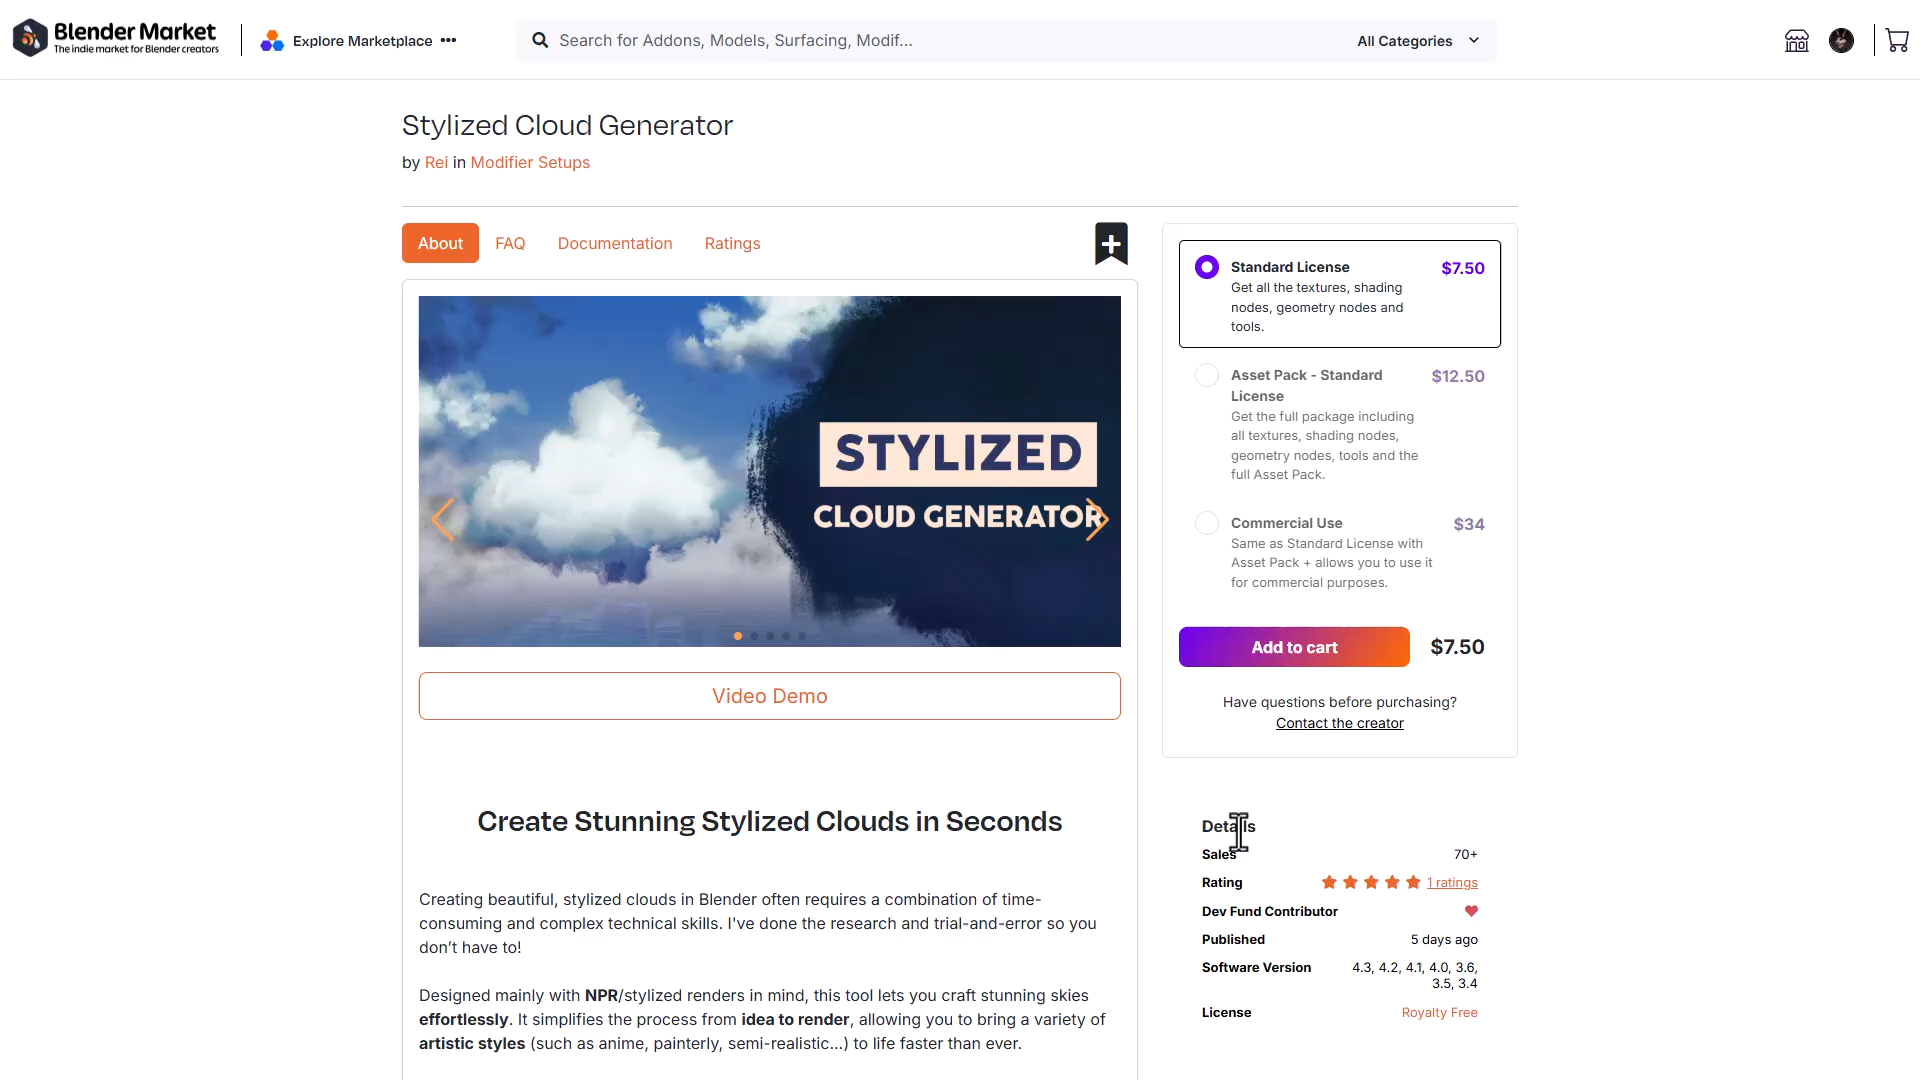 Blender Market
The indie market for Blender creators
Explore Marketplace •••
Search for Addons, Models, Surfacing, Modif...
All Categories
Stylized Cloud Generator
by Rei in Modifier Setups
About
FAQ
Documentation
Ratings
STYLIZED
CLOUD GENERATOR
Video Demo
Create Stunning Stylized Clouds in Seconds
Creating beautiful, stylized clouds in Blender often requires a combination of time-
consuming and complex technical skills. I've done the research and trial-and-error so you
don’t have to!
Designed mainly with NPR/stylized renders in mind, this tool lets you craft stunning skies
effortlessly. It simplifies the process from idea to render, allowing you to bring a variety of
artistic styles (such as anime, painterly, semi-realistic...) to life faster than ever.
Standard License $7.50
Get all the textures, shading
nodes, geometry nodes and
tools.
Asset Pack - Standard $12.50
License
Get the full package including
all textures, shading nodes,
geometry nodes, tools and the
full Asset Pack.
Commercial Use $34
Same as Standard License with
Asset Pack + allows you to use it
for commercial purposes.
Add to cart $7.50
Have questions before purchasing?
Contact the creator
Details
Sales 70+
Rating 1 ratings
Dev Fund Contributor
Published 5 days ago
Software Version 4.3, 4.2, 4.1, 4.0, 3.6,
3.5, 3.4
License Royalty Free